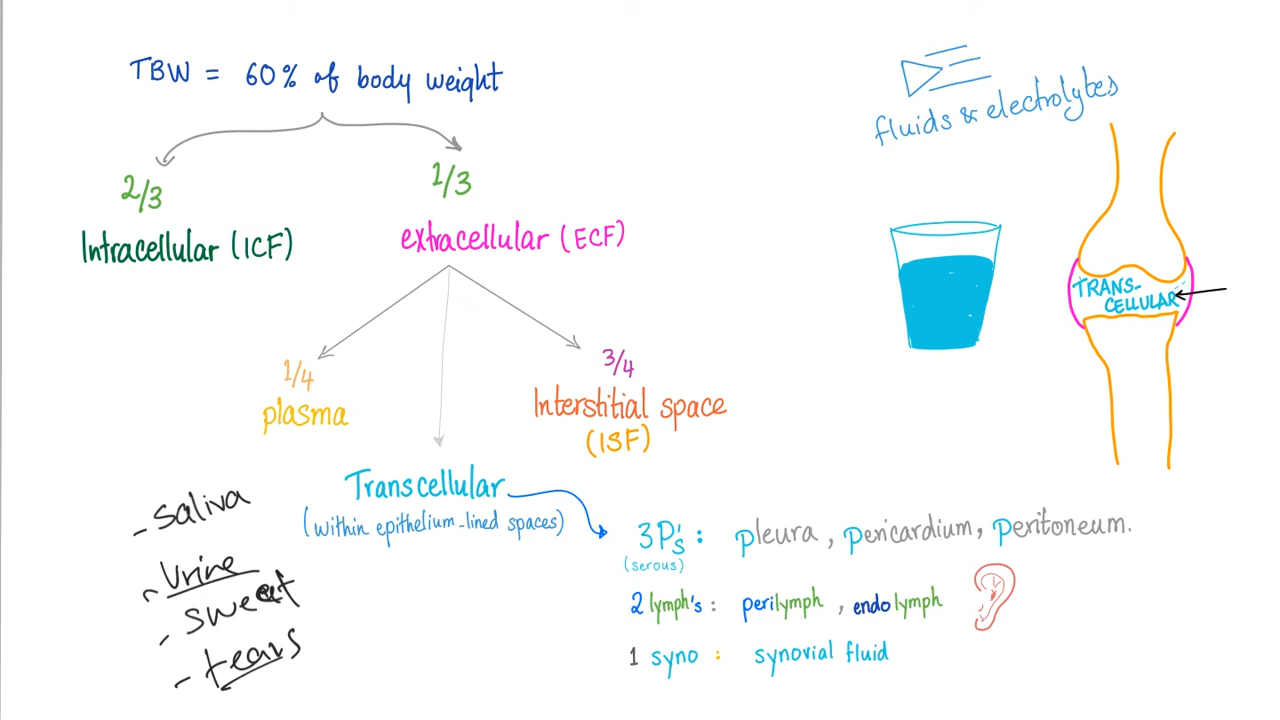 TBW = 60% of body weight
fluids & electrolytes
2/3
1/3
Intracellular (ICF)
extracellular (ECF)
TRANS-
CELLULAR
1/4
plasma
3/4
Interstitial space
(ISF)
Transcellular
(within epithelium-lined spaces)
- saliva
- Urine
- sweat
- tears
3P's : pleura , pericardium, peritoneum.
(serous)
2 lymph's : perilymph , endolymph
1 syno : synovial fluid